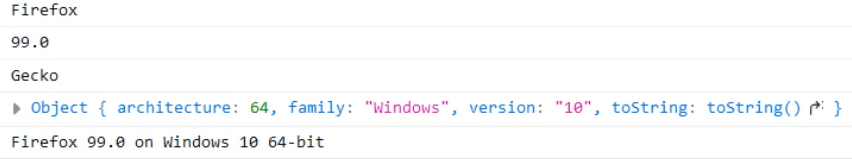 Firefox
99.0
Gecko
Object { architecture: 64, family: "Windows", version: "10", toString: toString() }
Firefox 99.0 on Windows 10 64-bit